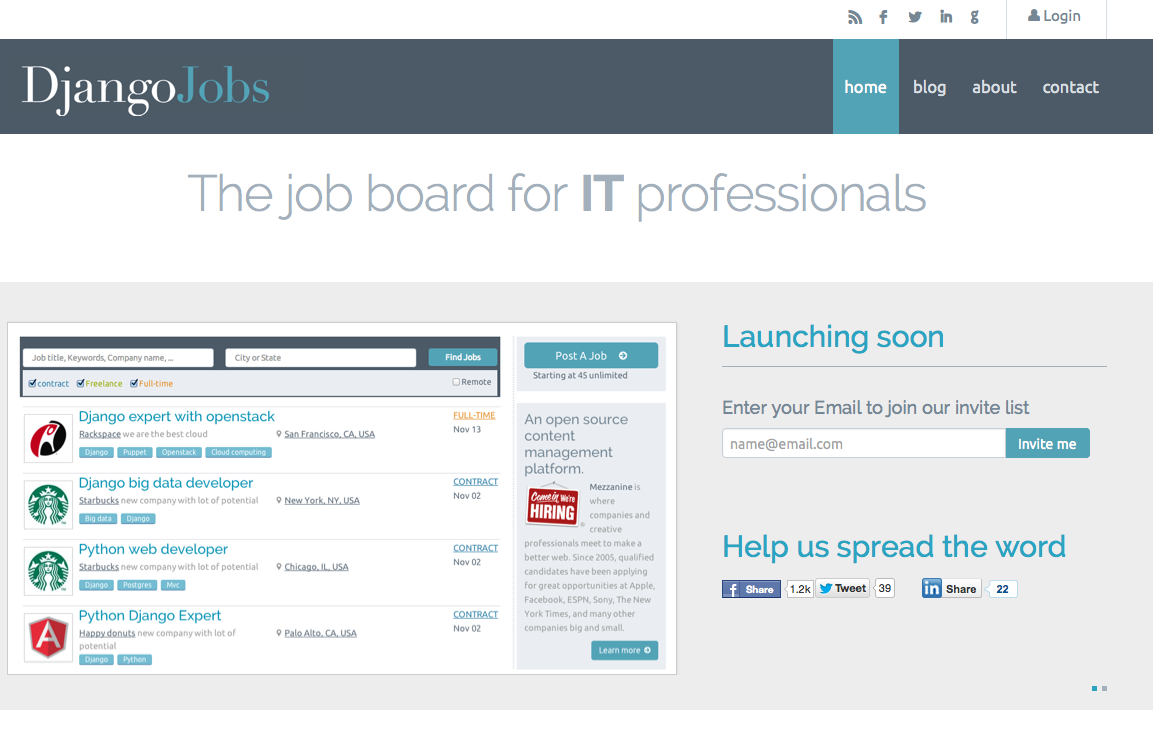 Login
DjangoJobs
home blog about contact
The job board for IT professionals
Job title, Keywords, Company name, ...
City or State
Find Jobs
contract Freelance Full-time
Remote
Django expert with openstack
FULL-TIME
Rackspace we are the best cloud
San Francisco, CA, USA
Nov 13
Django Puppet Openstack Cloud computing
Django big data developer
CONTRACT
Starbucks new company with lot of potential
New York, NY, USA
Nov 02
Big data Django
Python web developer
CONTRACT
Starbucks new company with lot of potential
Chicago, IL, USA
Nov 02
Django Postgres Mvc
Python Django Expert
CONTRACT
Happy donuts new company with lot of
potential
Palo Alto, CA, USA
Nov 02
Django Python
Post A Job
Starting at 45 unlimited
An open source
content
management
platform.
Come in We're
HIRING
Mezzanine is
where
companies and
creative
professionals meet to make a
better web. Since 2005, qualified
candidates have been applying
for great opportunities at Apple,
Facebook, ESPN, Sony, The New
York Times, and many other
companies big and small.
Learn more
Launching soon
Enter your Email to join our invite list
name@email.com
Invite me
Help us spread the word
f Share 1.2k Tweet 39 in Share 22